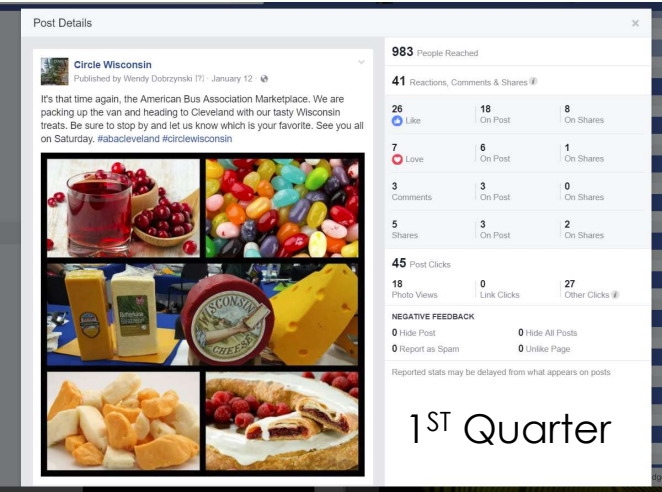 Post Details
Circle Wisconsin
Published by Wendy Dobrzynski [?] · January 12 ·
It's that time again, the American Bus Association Marketplace. We are
packing up the van and heading to Cleveland with our tasty Wisconsin
treats. Be sure to stop by and let us know which is your favorite. See you all
on Saturday. #abacleveland #circlewisconsin
WISCONSIN
CHEESE
983 People Reached
41 Reactions, Comments & Shares
26 18 8
Like On Post On Shares
7 6 1
Love On Post On Shares
3 3 0
Comments On Post On Shares
5 3 2
Shares On Post On Shares
45 Post Clicks
18 0 27
Photo Views Link Clicks Other Clicks
NEGATIVE FEEDBACK
0 Hide Post 0 Hide All Posts
0 Report as Spam 0 Unlike Page
Reported stats may be delayed from what appears on posts
1ST Quarter